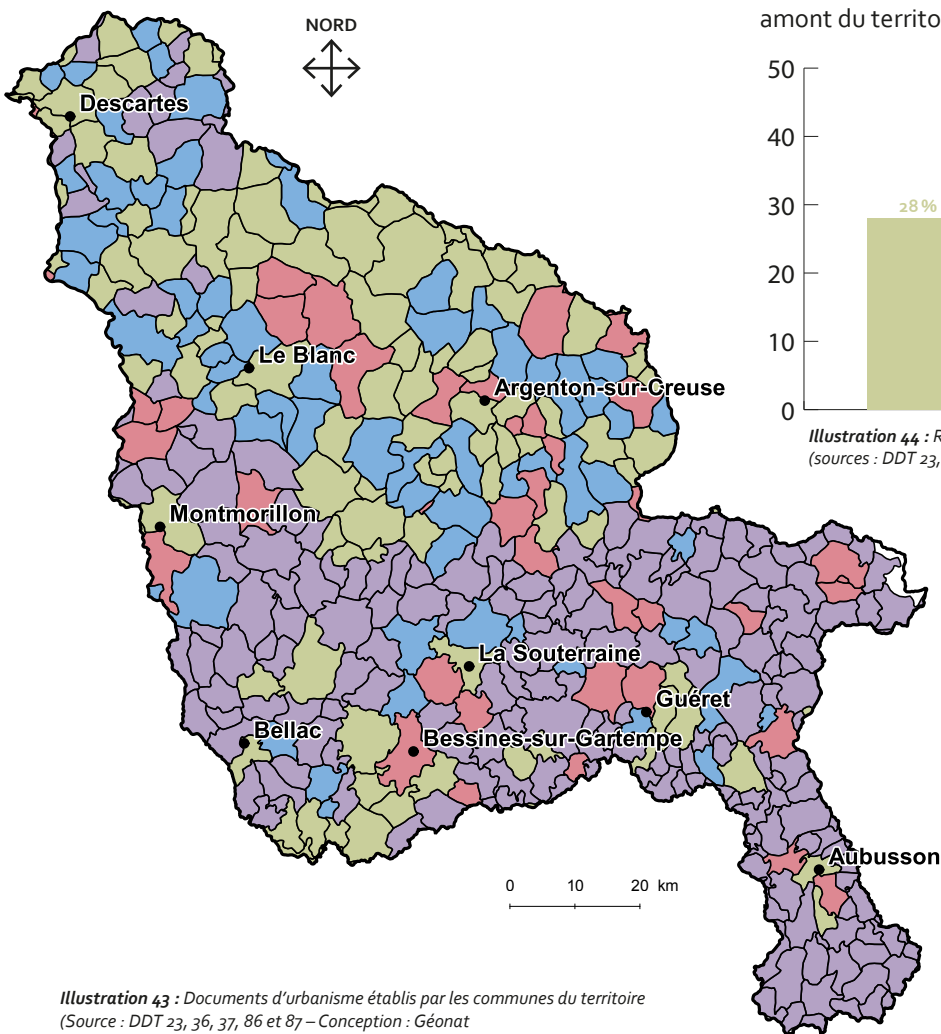 amont du territo
NORD
50
40
30
20
10
0
28 %
Illustration 44 : R
(sources : DDT 23,
Descartes
Le Blanc
Argenton-sur-Creuse
Montmorillon
La Souterraine
Guéret
Bellac
Bessines-sur-Gartempe
Aubusson
0 10 20 km
Illustration 43 : Documents d'urbanisme établis par les communes du territoire
(Source : DDT 23, 36, 37, 86 et 87 – Conception : Géonat